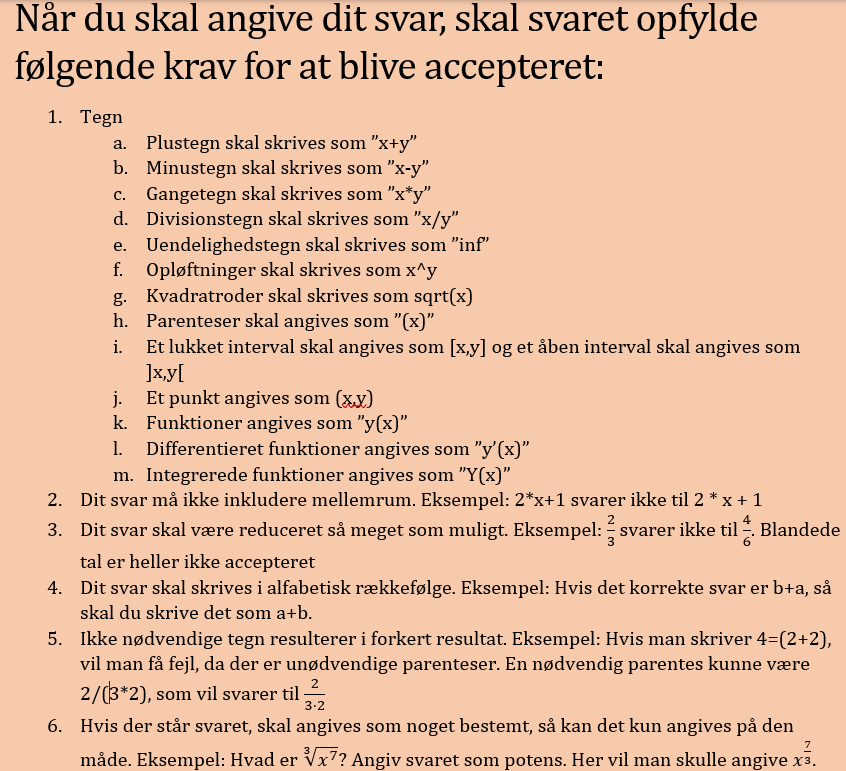 Når du skal angive dit svar, skal svaret opfylde
følgende krav for at blive accepteret:
1. Tegn
a. Plustegn skal skrives som ”x+y”
b. Minustegn skal skrives som ”x-y”
c. Gangetegn skal skrives som ”x*y”
d. Divisionstegn skal skrives som ”x/y”
e. Uendelighedstegn skal skrives som ”inf”
f. Opløftninger skal skrives som x^y
g. Kvadratroder skal skrives som sqrt(x)
h. Parenteser skal angives som ”(x)”
i. Et lukket interval skal angives som [x,y] og et åben interval skal angives som
]x,y[
j. Et punkt angives som (x,y)
k. Funktioner angives som ”y(x)”
l. Differentieret funktioner angives som ”y’(x)”
m. Integrerede funktioner angives som ”Y(x)”
2. Dit svar må ikke inkludere mellemrum. Eksempel: 2*x+1 svarer ikke til 2 * x + 1
3. Dit svar skal være reduceret så meget som muligt. Eksempel: 2/3 svarer ikke til 4/6. Blandede
tal er heller ikke accepteret
4. Dit svar skal skrives i alfabetisk rækkefølge. Eksempel: Hvis det korrekte svar er b+a, så
skal du skrive det som a+b.
5. Ikke nødvendige tegn resulterer i forkert resultat. Eksempel: Hvis man skriver 4=(2+2),
vil man få fejl, da der er unødvendige parenteser. En nødvendig parentes kunne være
2/(3*2), som vil svarer til 2/(3·2)
6. Hvis der står svaret, skal angives som noget bestemt, så kan det kun angives på den
måde. Eksempel: Hvad er ∛x⁷? Angiv svaret som potens. Her vil man skulle angive x^(7/3).